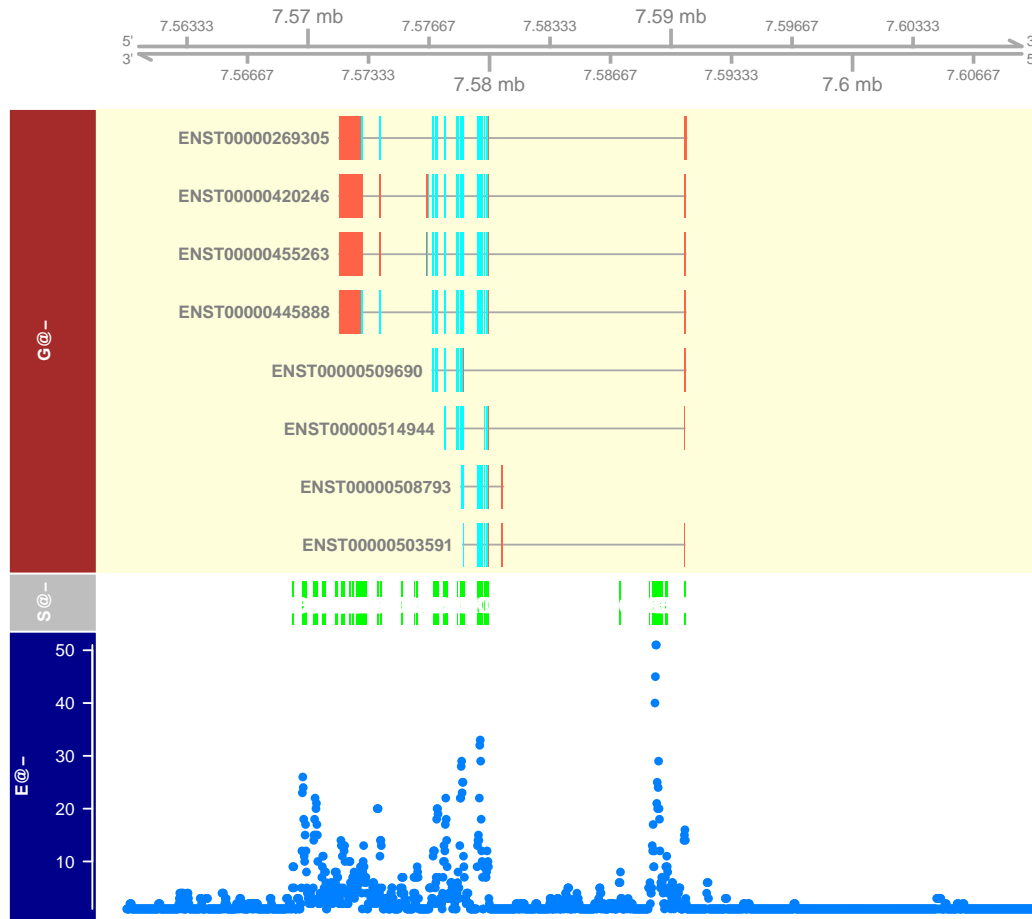 7.56333 7.57 mb 7.57667 7.58333 7.59 mb 7.59667 7.60333
5' 3'
3' 5'
7.56667 7.57333 7.58 mb 7.58667 7.59333 7.6 mb 7.60667
ENST00000269305
ENST00000420246
ENST00000455263
ENST00000445888
G@−
ENST00000509690
ENST00000514944
ENST00000508793
ENST00000503591
S@−
50
40
30
E@−
20
10